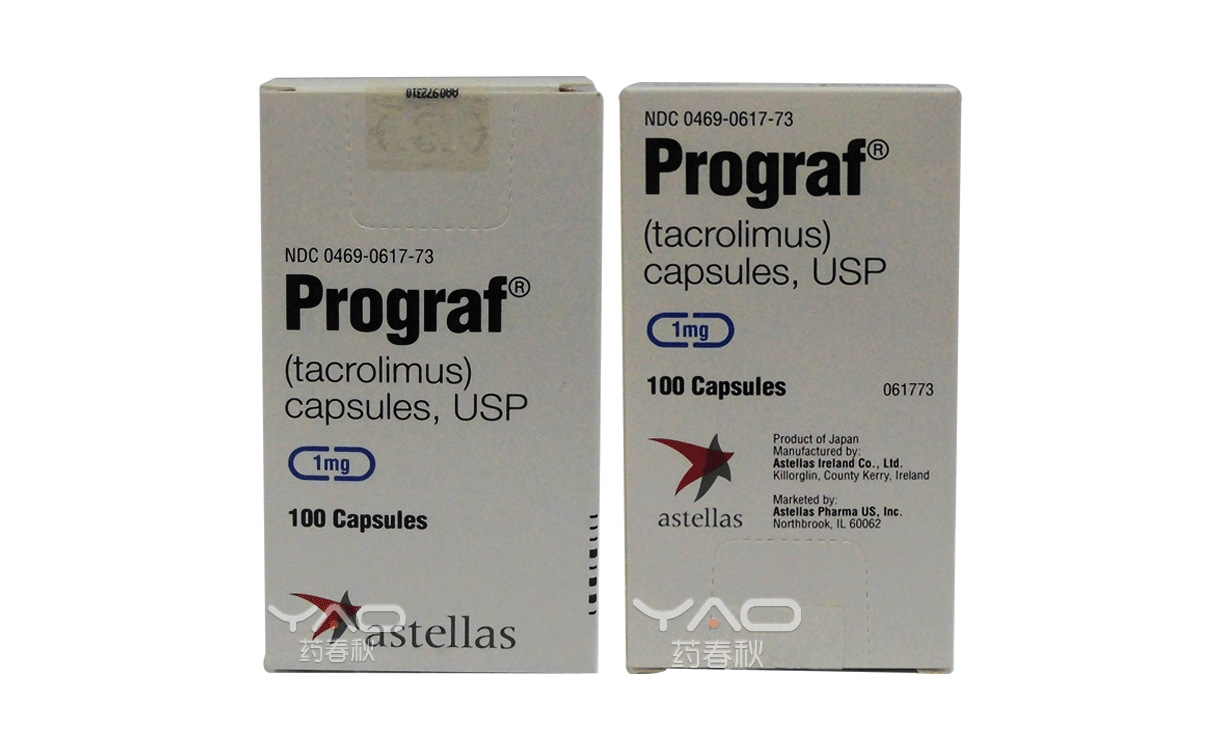 AA0972310
NDC 0469-0617-73
Prograf®
(tacrolimus)
capsules, USP
1mg
100 Capsules
astellas
YAO
药春秋
NDC 0469-0617-73
Prograf®
(tacrolimus)
capsules, USP
1mg
100 Capsules 061773
astellas
Product of Japan
Manufactured by:
Astellas Ireland Co., Ltd.
Killorglin, County Kerry, Ireland
Marketed by:
Astellas Pharma US, Inc.
Northbrook, IL 60062
YAO
药春秋